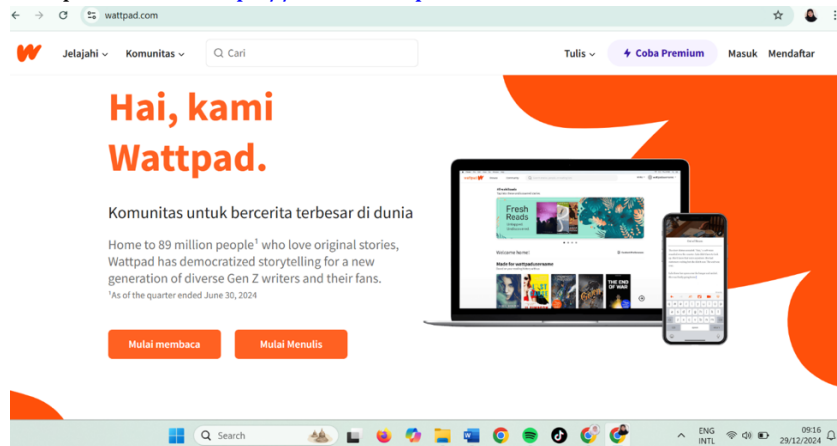 wattpad.com
Jelajahi
Komunitas
Cari
Tulis
Coba Premium
Masuk
Mendaftar
Hai, kami
Wattpad.
Komunitas untuk bercerita terbesar di dunia
Home to 89 million people¹ who love original stories,
Wattpad has democratized storytelling for a new
generation of diverse Gen Z writers and their fans.
¹As of the quarter ended June 30, 2024
Mulai membaca
Mulai Menulis
Fresh
Reads
Welcome home!
THE END
OF WAR
Search
ENG
INTL
09:16
29/12/2024